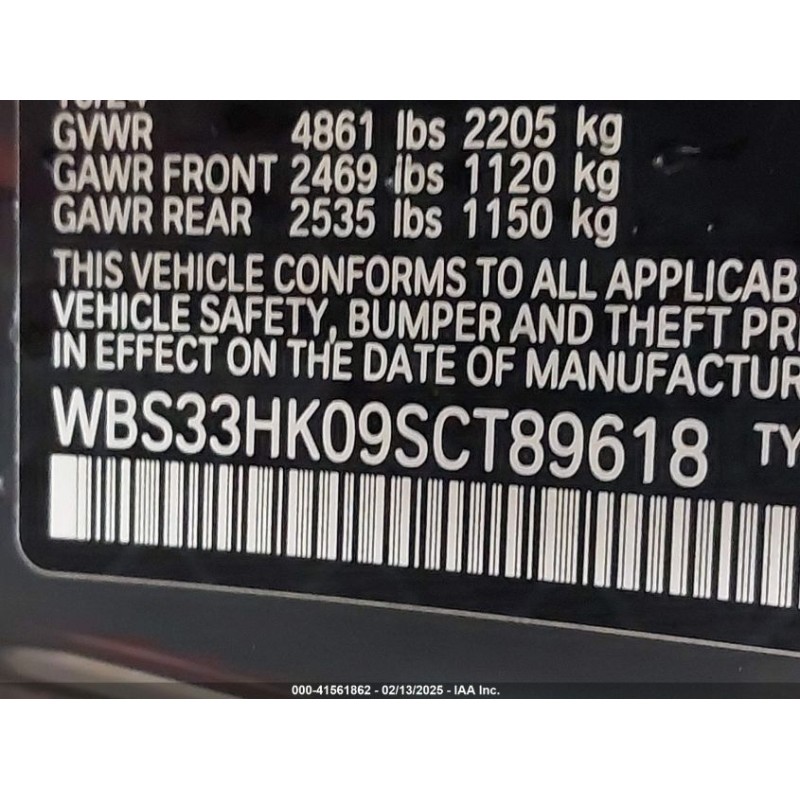 GVWR 4861 lbs 2205 kg
GAWR FRONT 2469 lbs 1120 kg
GAWR REAR 2535 lbs 1150 kg
THIS VEHICLE CONFORMS TO ALL APPLICAB
VEHICLE SAFETY, BUMPER AND THEFT PR
IN EFFECT ON THE DATE OF MANUFACTUR
WBS33HK09SCT89618 TY
000-41561862 - 02/13/2025 - IAA Inc.